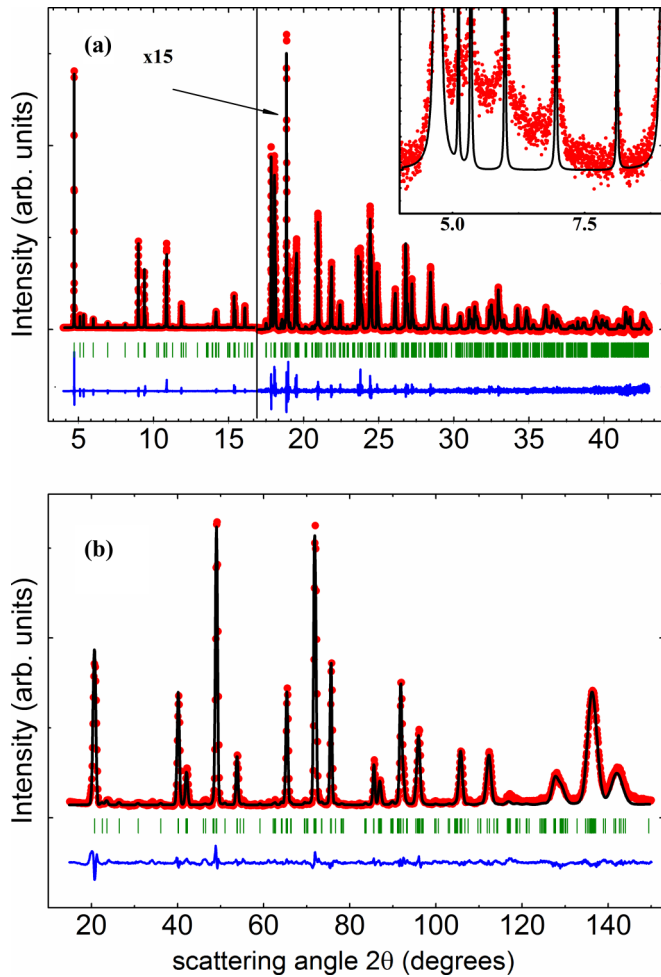 (a)
x15
Intensity (arb. units)
5.0 7.5
5 10 15 20 25 30 35 40
(b)
Intensity (arb. units)
20 40 60 80 100 120 140
scattering angle 2θ (degrees)